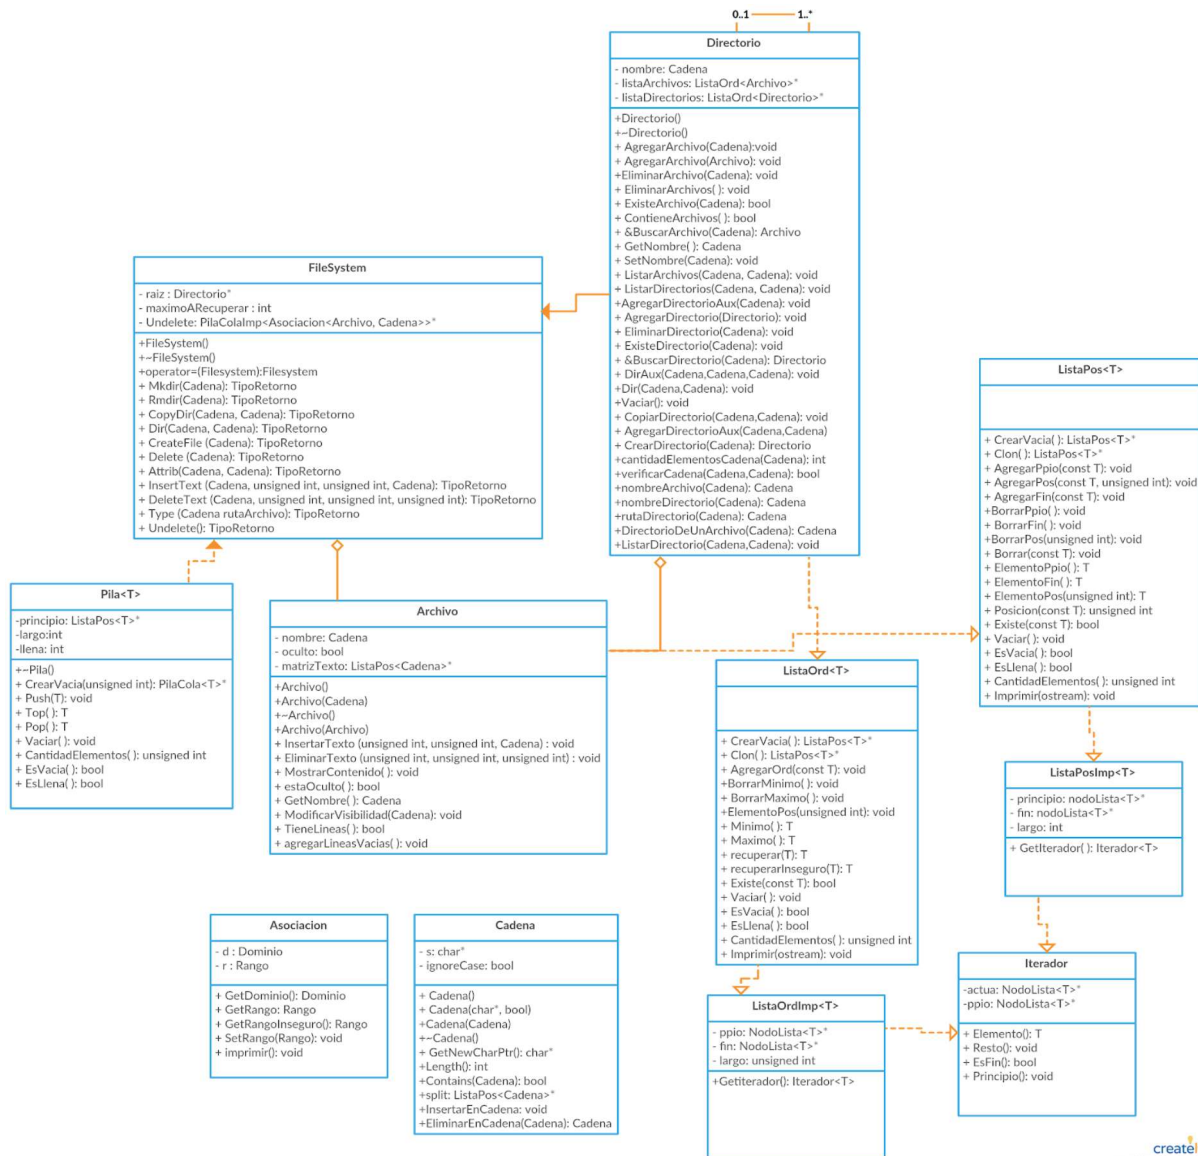 0..1
1..*
Directorio
- nombre: Cadena
- listaArchivos: ListaOrd<Archivo>*
- listaDirectorios: ListaOrd<Directorio>*
+Directorio()
+~Directorio()
+ AgregarArchivo(Cadena):void
+ AgregarArchivo(Archivo): void
+EliminarArchivo(Cadena): void
+ EliminarArchivos( ): void
+ ExisteArchivo(Cadena): bool
+ ContieneArchivos( ): bool
+ &BuscarArchivo(Cadena): Archivo
+ GetNombre( ): Cadena
+ SetNombre(Cadena): void
+ ListarArchivos(Cadena, Cadena): void
+ ListarDirectorios(Cadena, Cadena): void
+AgregarDirectorioAux(Cadena): void
+ AgregarDirectorio(Directorio): void
+ EliminarDirectorio(Cadena): void
+ ExisteDirectorio(Cadena): void
+ &BuscarDirectorio(Cadena): Directorio
+ DirAux(Cadena,Cadena,Cadena): void
+Dir(Cadena,Cadena): void
+Vaciar(): void
+ CopiarDirectorio(Cadena,Cadena): void
+ AgregarDirectorioAux(Cadena,Cadena)
+ CrearDirectorio(Cadena): Directorio
+cantidadElementosCadena(Cadena): int
+verificarCadena(Cadena,Cadena): bool
+nombreArchivo(Cadena): Cadena
+nombreDirectorio(Cadena): Cadena
+rutaDirectorio(Cadena): Cadena
+DirectorioDeUnArchivo(Cadena): Cadena
+ListarDirectorio(Cadena,Cadena): void
FileSystem
- raiz : Directorio*
- maximoARecuperar : int
- Undelete: PilaColaImp<Asociacion<Archivo, Cadena>>*
+FileSystem()
+~FileSystem()
+operator=(Filesystem):Filesystem
+ Mkdir(Cadena): TipoRetorno
+ Rmdir(Cadena): TipoRetorno
+ CopyDir(Cadena, Cadena): TipoRetorno
+ Dir(Cadena, Cadena): TipoRetorno
+ CreateFile (Cadena): TipoRetorno
+ Delete (Cadena): TipoRetorno
+ Attrib(Cadena, Cadena): TipoRetorno
+ InsertText (Cadena, unsigned int, unsigned int, Cadena): TipoRetorno
+ DeleteText (Cadena, unsigned int, unsigned int, unsigned int): TipoRetorno
+ Type (Cadena rutaArchivo): TipoRetorno
+ Undelete(): TipoRetorno
ListaPos<T>
+ CrearVacia( ): ListaPos<T>*
+ Clon( ): ListaPos<T>*
+ AgregarPpio(const T): void
+ AgregarPos(const T, unsigned int): void
+ AgregarFin(const T): void
+BorrarPpio( ): void
+ BorrarFin( ): void
+BorrarPos(unsigned int): void
+ Borrar(const T): void
+ ElementoPpio( ): T
+ ElementoFin( ): T
+ ElementoPos(unsigned int): T
+ Posicion(const T): unsigned int
+ Existe(const T): bool
+ Vaciar( ): void
+ EsVacia( ): bool
+ EsLlena( ): bool
+ CantidadElementos( ): unsigned int
+ Imprimir(ostream): void
Pila<T>
-principio: ListaPos<T>*
-largo:int
-llena: int
+~Pila()
+ CrearVacia(unsigned int): PilaCola<T>*
+ Push(T): void
+ Top( ): T
+ Pop( ): T
+ Vaciar( ): void
+ CantidadElementos( ): unsigned int
+ EsVacia( ): bool
+ EsLlena( ): bool
Archivo
- nombre: Cadena
- oculto: bool
- matrizTexto: ListaPos<Cadena>*
+Archivo()
+Archivo(Cadena)
+~Archivo()
+Archivo(Archivo)
+ InsertarTexto (unsigned int, unsigned int, Cadena) : void
+ EliminarTexto (unsigned int, unsigned int, unsigned int) : void
+ MostrarContenido( ): void
+ estaOculto( ): bool
+ GetNombre( ): Cadena
+ ModificarVisibilidad(Cadena): void
+ TieneLineas( ): bool
+ agregarLineasVacias( ): void
ListaOrd<T>
+ CrearVacia( ): ListaPos<T>*
+ Clon( ): ListaPos<T>*
+ AgregarOrd(const T): void
+BorrarMinimo( ): void
+ BorrarMaximo( ): void
+ElementoPos(unsigned int): void
+ Minimo( ): T
+ Maximo( ): T
+ recuperar(T): T
+ recuperarInseguro(T): T
+ Existe(const T): bool
+ Vaciar( ): void
+ EsVacia( ): bool
+ EsLlena( ): bool
+ CantidadElementos( ): unsigned int
+ Imprimir(ostream): void
ListaPosImp<T>
- principio: nodoLista<T>*
- fin: nodoLista<T>*
- largo: int
+ GetIterador( ): Iterador<T>
Asociacion
- d : Dominio
- r : Rango
+ GetDominio(): Dominio
+ GetRango: Rango
+ GetRangoInseguro(): Rango
+ SetRango(Rango): void
+ imprimir(): void
Cadena
- s: char*
- ignoreCase: bool
+ Cadena()
+ Cadena(char*, bool)
+Cadena(Cadena)
+~Cadena()
+ GetNewCharPtr(): char*
+Length(): int
+Contains(Cadena): bool
+split: ListaPos<Cadena>*
+InsertarEnCadena: void
+EliminarEnCadena(Cadena): Cadena
ListaOrdImp<T>
- ppio: NodoLista<T>*
- fin: NodoLista<T>*
- largo: unsigned int
+Getiterador(): Iterador<T>
Iterador
-actua: NodoLista<T>*
-ppio: NodoLista<T>*
+ Elemento(): T
+ Resto(): void
+ EsFin(): bool
+ Principio(): void